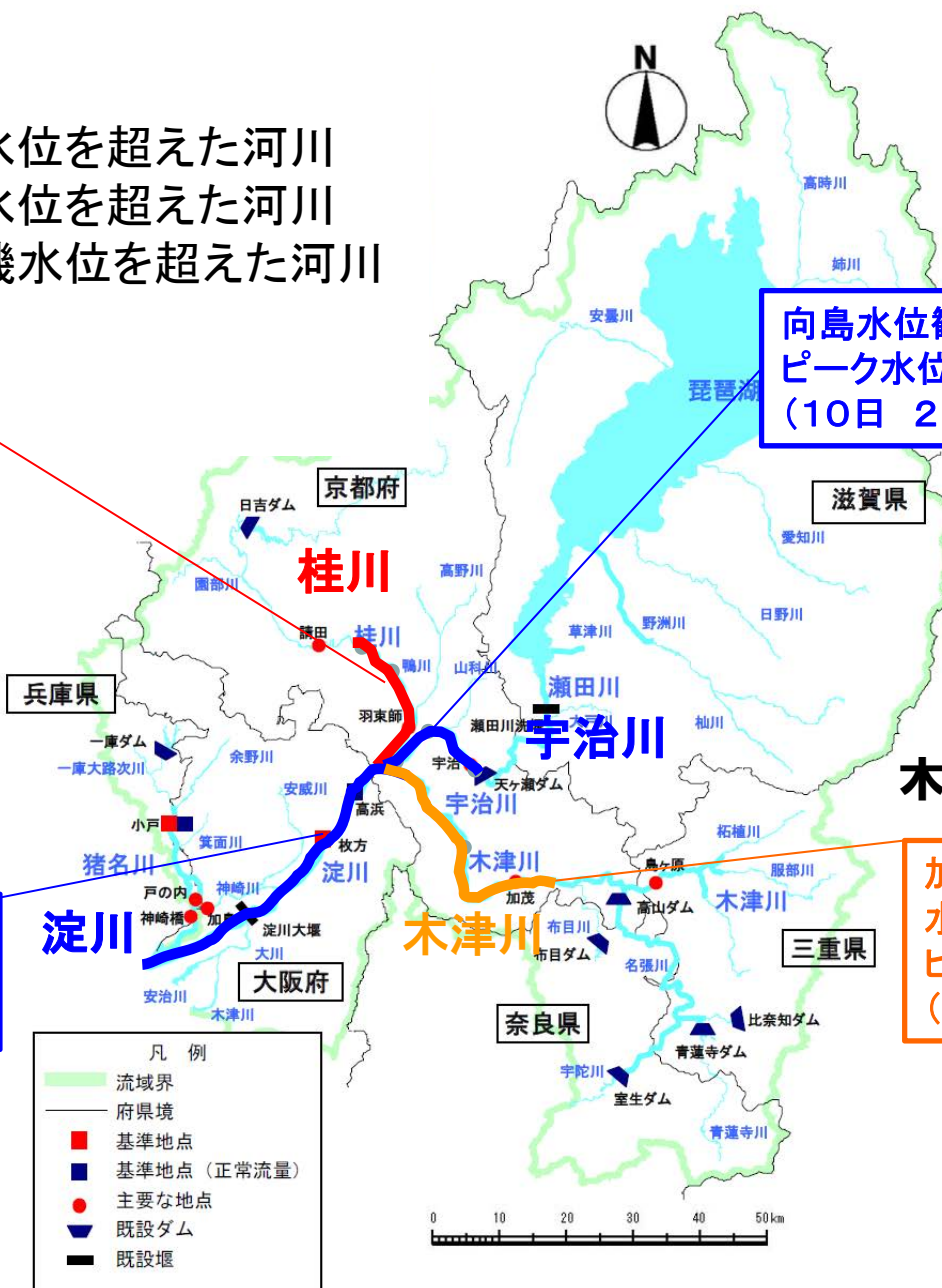 水位を超えた河川
水位を超えた河川
機水位を超えた河川
N
高時川
姉川
安曇川
向島水位観
ピーク水位
（10日 2
琵琶湖
京都府
滋賀県
日吉ダム
愛知川
桂川
高野川
園部川
日野川
野洲川
草津川
請田
桂川
鴨川
山科川
瀬田川
兵庫県
羽束師
瀬田川洗堰
大戸川
杣川
宇治川
一庫ダム
余野川
一庫大路次川
宇治
天ヶ瀬ダム
安威川
高浜
宇治川
木
小戸
柘植川
箕面川
枚方
猪名川
淀川
木津川
島ヶ原
服部川
戸の内
神崎川
加茂
高山ダム
木津川
神崎橋
加島
淀川大堰
淀川
木津川
布目川
加
水
ピ
（
大川
布目ダム
名張川
三重県
大阪府
安治川
木津川
奈良県
比奈知ダム
青蓮寺ダム
宇陀川
室生ダム
青蓮寺川
凡 例
流域界
府県境
基準地点
基準地点（正常流量）
主要な地点
既設ダム
既設堰
0 10 20 30 40 50km